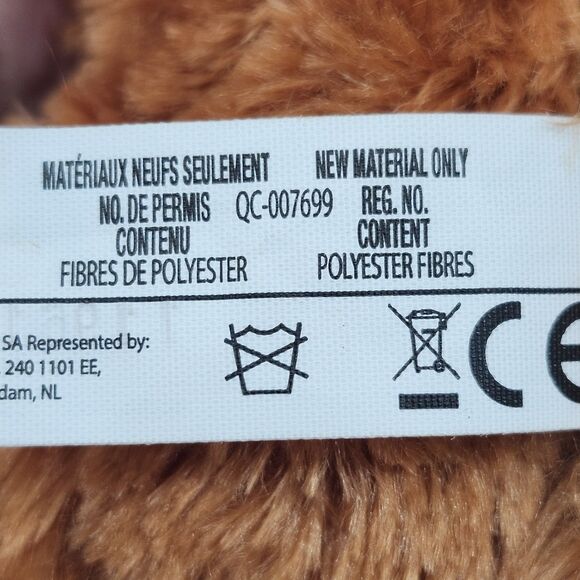 MATÉRIAUX NEUFS SEULEMENT NEW MATERIAL ONLY
NO. DE PERMIS QC-007699 REG. NO.
CONTENU CONTENT
FIBRES DE POLYESTER POLYESTER FIBRES
SA Represented by:
240 1101 EE,
dam, NL
CE